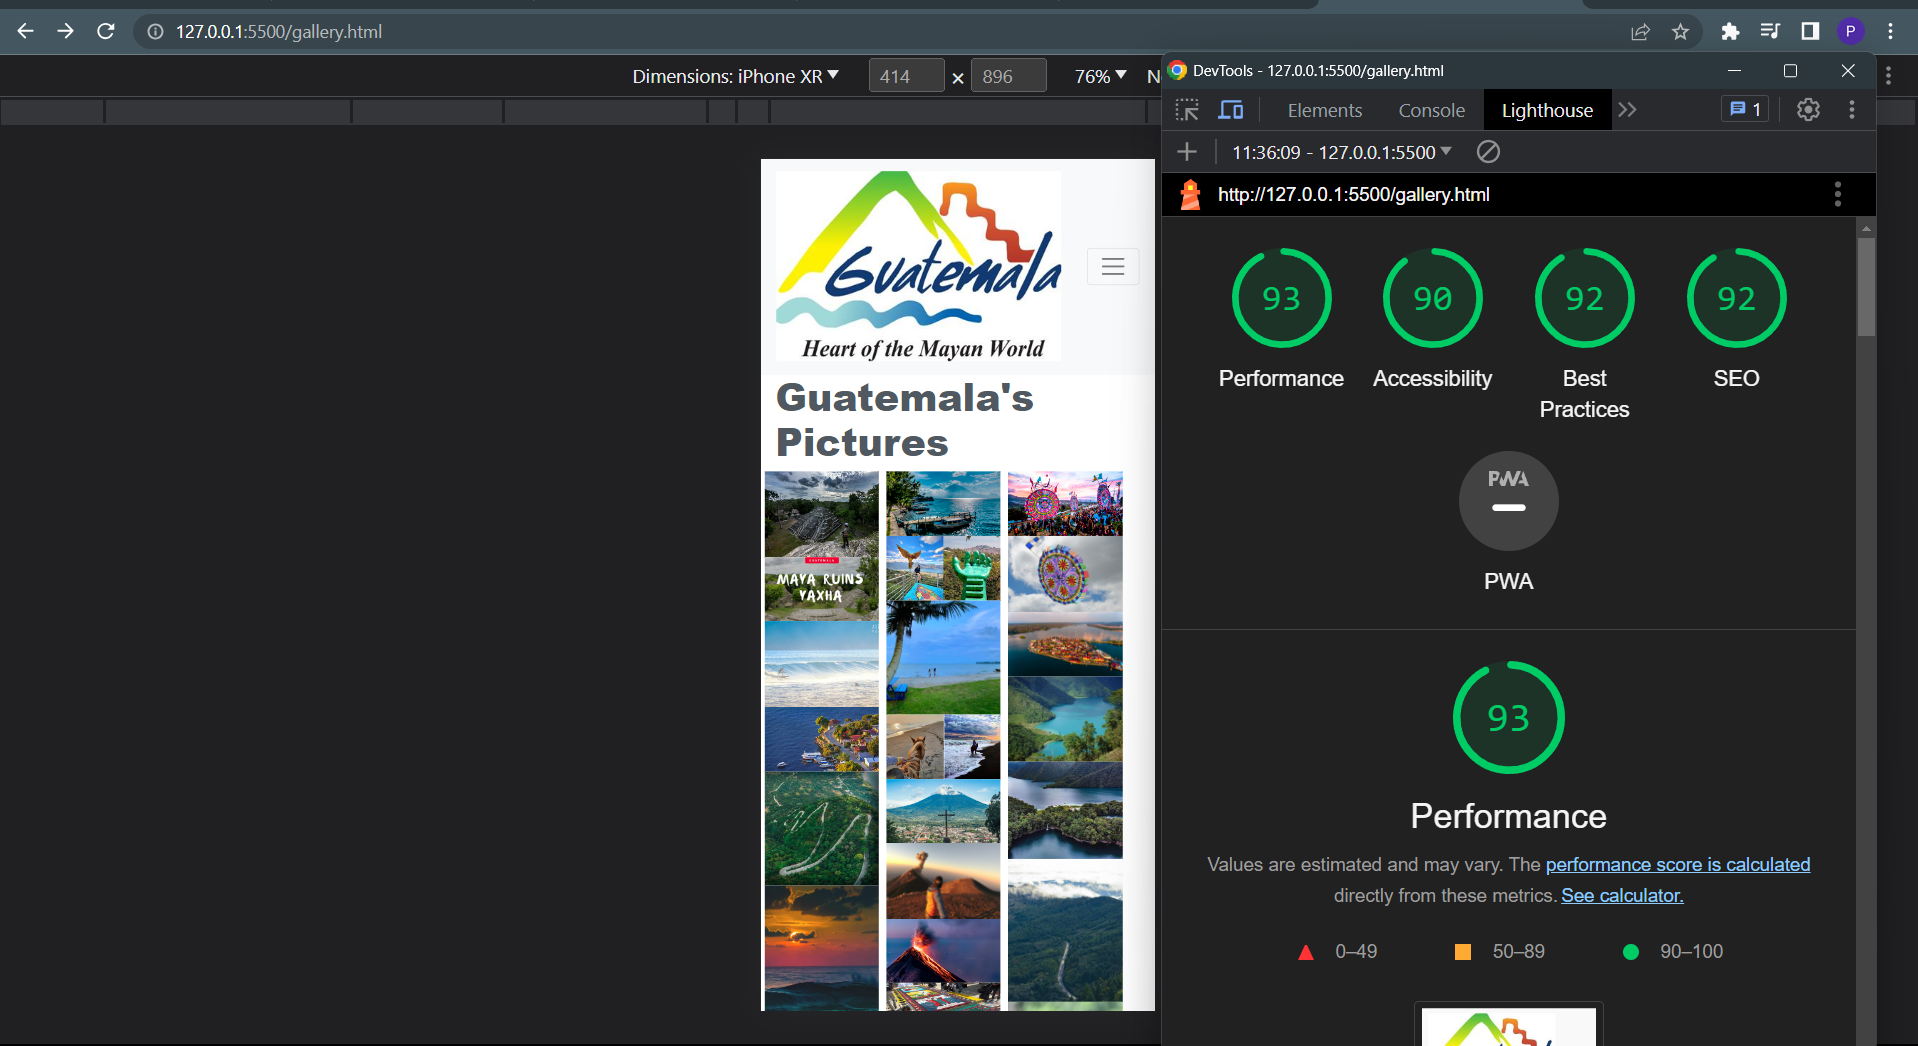 127.0.0.1:5500/gallery.html
P
Dimensions: iPhone XR
414 × 896
76%
N
DevTools - 127.0.0.1:5500/gallery.html
Elements
Console
Lighthouse
1
11:36:09 - 127.0.0.1:5500
http://127.0.0.1:5500/gallery.html
Guatemala
Heart of the Mayan World
Guatemala's
Pictures
GUATEMALA
MAYA RUINS
YAXHA
93
90
92
92
Performance
Accessibility
Best
Practices
SEO
PWA
PWA
93
Performance
Values are estimated and may vary. The performance score is calculated
directly from these metrics. See calculator.
0–49
50–89
90–100